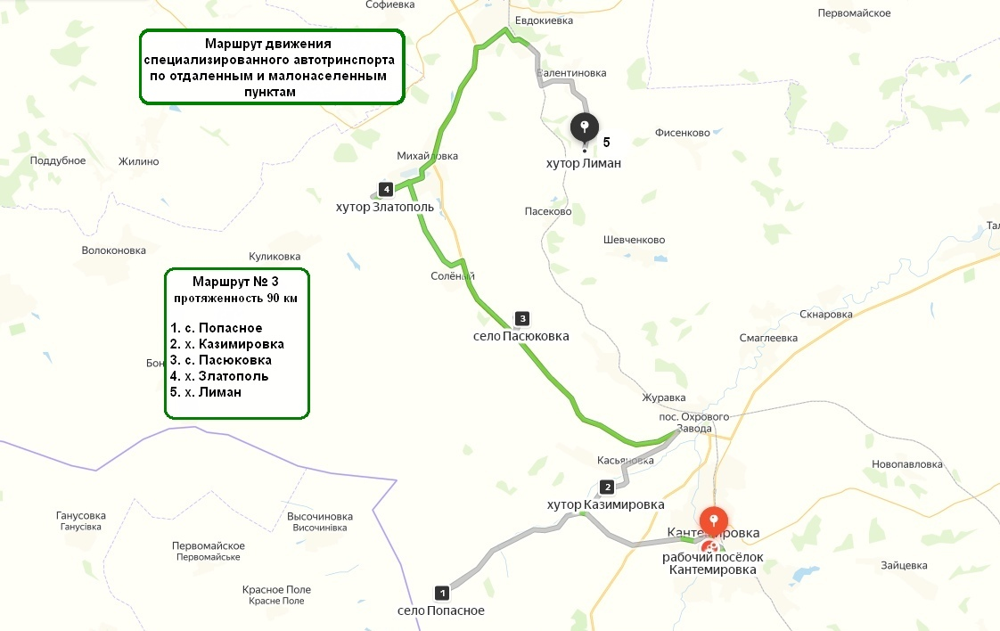 Софиевка
Первомайское
Евдокиевка
Маршрут движения
специализированного автотринспорта
по отдаленным и малонаселенным
пунктам
Валентиновка
5
Фисенково
Михайловка
Поддубное
Жилино
хутор Лиман
4
хутор Златополь
Пасеково
Шевченково
Волоконовка
Куликовка
Солёный
Маршрут № 3
протяженность 90 км
1. с. Попасное
2. х. Казимировка
3. с. Пасюковка
4. х. Златополь
5. х. Лиман
Бон
3
село Пасюковка
Скнаровка
Смаглеевка
Журавка
пос. Охрового
Завода
Касьяновка
Новопавловка
2
хутор Казимировка
Ганусовка
Ганусівка
Высочиновка
Височинівка
Кантемировка
Первомайское
Первомайське
рабочий посёлок
Кантемировка
Зайцевка
Красное Поле
Красне Поле
1
село Попасное
Тал